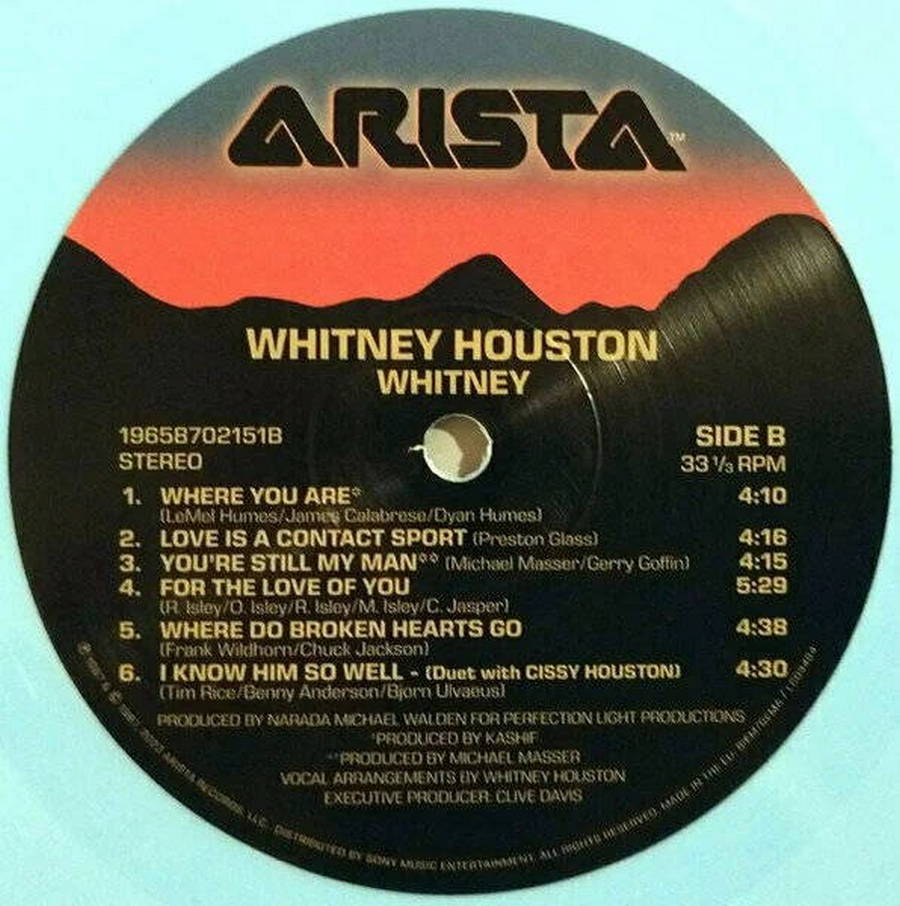 ARISTA™
WHITNEY HOUSTON
WHITNEY
19658702151B
SIDE B
STEREO
33 1/3 RPM
1. WHERE YOU ARE* 4:10
(LeMel Humes/James Calabrese/Dyan Humes)
2. LOVE IS A CONTACT SPORT (Preston Glass) 4:16
3. YOU'RE STILL MY MAN** (Michael Masser/Gerry Goffin) 4:15
4. FOR THE LOVE OF YOU 5:29
(R. Isley/O. Isley/R. Isley/M. Isley/C. Jasper)
5. WHERE DO BROKEN HEARTS GO 4:38
(Frank Wildhorn/Chuck Jackson)
6. I KNOW HIM SO WELL - (Duet with CISSY HOUSTON) 4:30
(Tim Rice/Benny Anderson/Bjorn Ulvaeus)
PRODUCED BY NARADA MICHAEL WALDEN FOR PERFECTION LIGHT PRODUCTIONS
*PRODUCED BY KASHIF
**PRODUCED BY MICHAEL MASSER
VOCAL ARRANGEMENTS BY WHITNEY HOUSTON
EXECUTIVE PRODUCER: CLIVE DAVIS
℗ 1987 & © 1987, 2023 ARISTA RECORDS, LLC. DISTRIBUTED BY SONY MUSIC ENTERTAINMENT. ALL RIGHTS RESERVED. MADE IN THE EU.